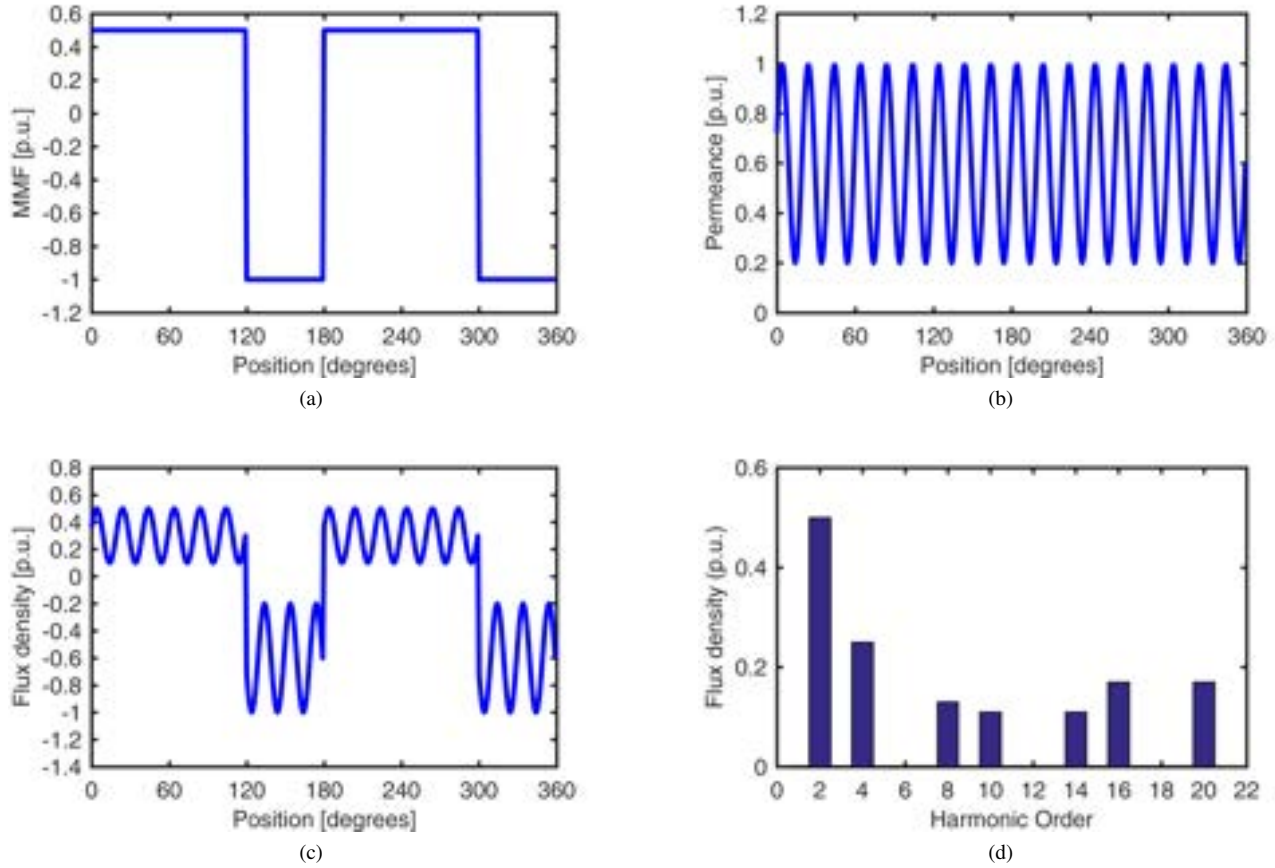 0.6
0.4
0.2
0
-0.2
-0.4
-0.6
-0.8
-1
-1.2
MMF [p.u.]
0 60 120 180 240 300 360
Position [degrees]
(a)
1.2
1
0.8
0.6
0.4
0.2
0
Permeance [p.u.]
0 60 120 180 240 300 360
Position [degrees]
(b)
0.8
0.6
0.4
0.2
0
-0.2
-0.4
-0.6
-0.8
-1
-1.2
-1.4
Flux density [p.u.]
0 60 120 180 240 300 360
Position [degrees]
(c)
0.6
0.4
0.2
0
Flux density (p.u.)
0 2 4 6 8 10 12 14 16 18 20 22
Harmonic Order
(d)